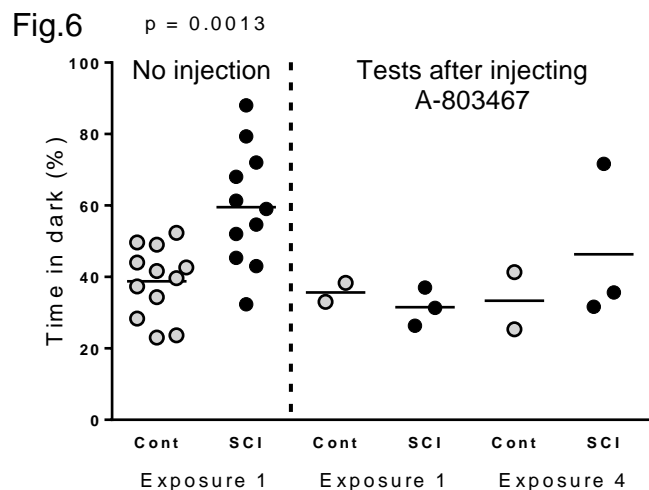 Fig.6
p = 0.0013
No injection
Tests after injecting
A-803467
Time in dark (%)
100
80
60
40
20
0
Cont SCI Cont SCI Cont SCI
Exposure 1 Exposure 1 Exposure 4